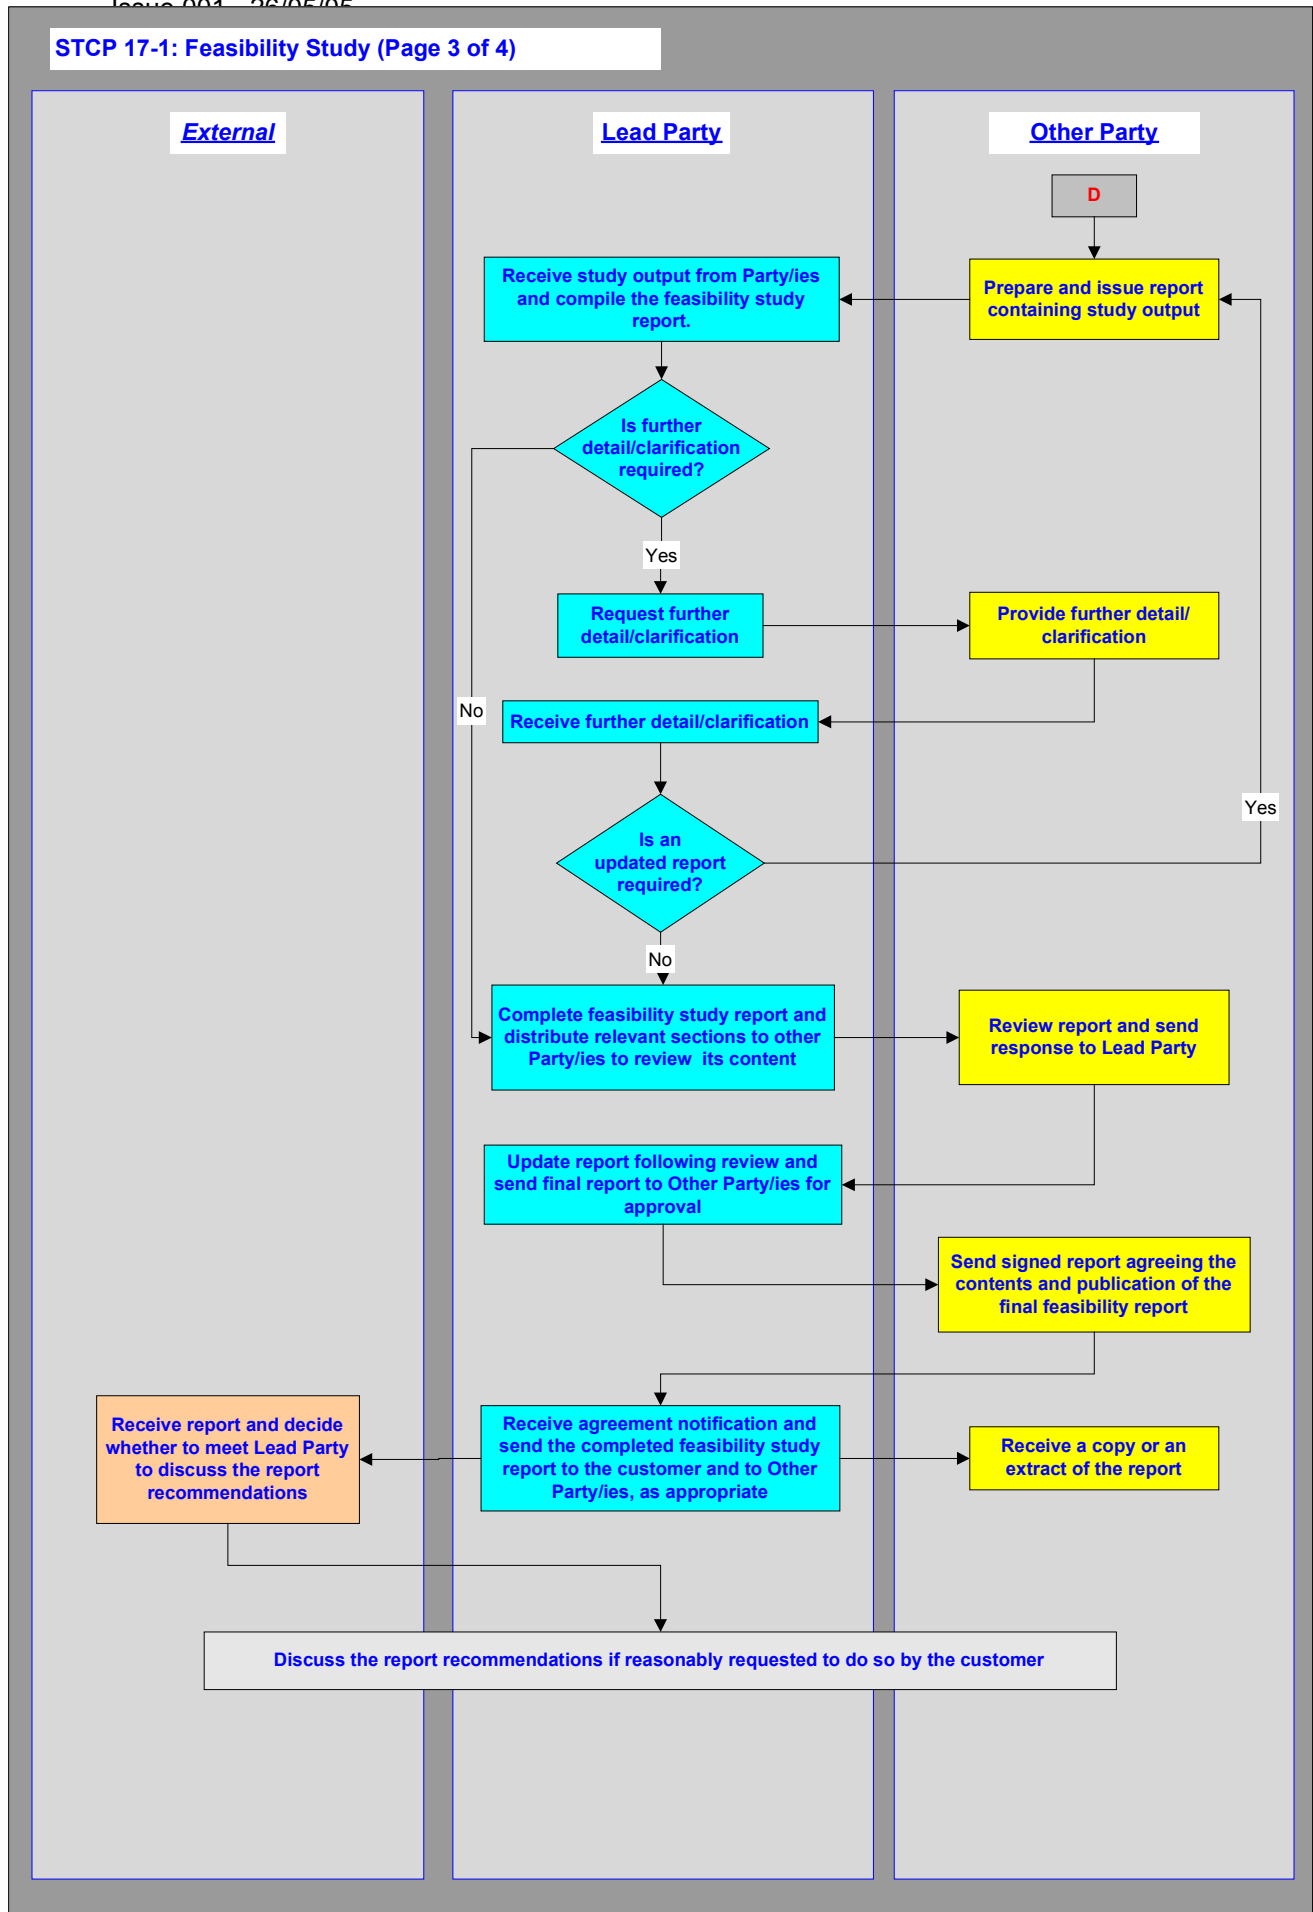 Issue 001 - 26/05/05
STCP 17-1: Feasibility Study (Page 3 of 4)
External
Lead Party
Other Party
D
Receive study output from Party/ies
and compile the feasibility study
report.
Prepare and issue report
containing study output
Is further
detail/clarification
required?
Yes
Request further
detail/clarification
Provide further detail/
clarification
No
Receive further detail/clarification
Is an
updated report
required?
Yes
No
Complete feasibility study report and
distribute relevant sections to other
Party/ies to review its content
Review report and send
response to Lead Party
Update report following review and
send final report to Other Party/ies for
approval
Send signed report agreeing the
contents and publication of the
final feasibility report
Receive report and decide
whether to meet Lead Party
to discuss the report
recommendations
Receive agreement notification and
send the completed feasibility study
report to the customer and to Other
Party/ies, as appropriate
Receive a copy or an
extract of the report
Discuss the report recommendations if reasonably requested to do so by the customer